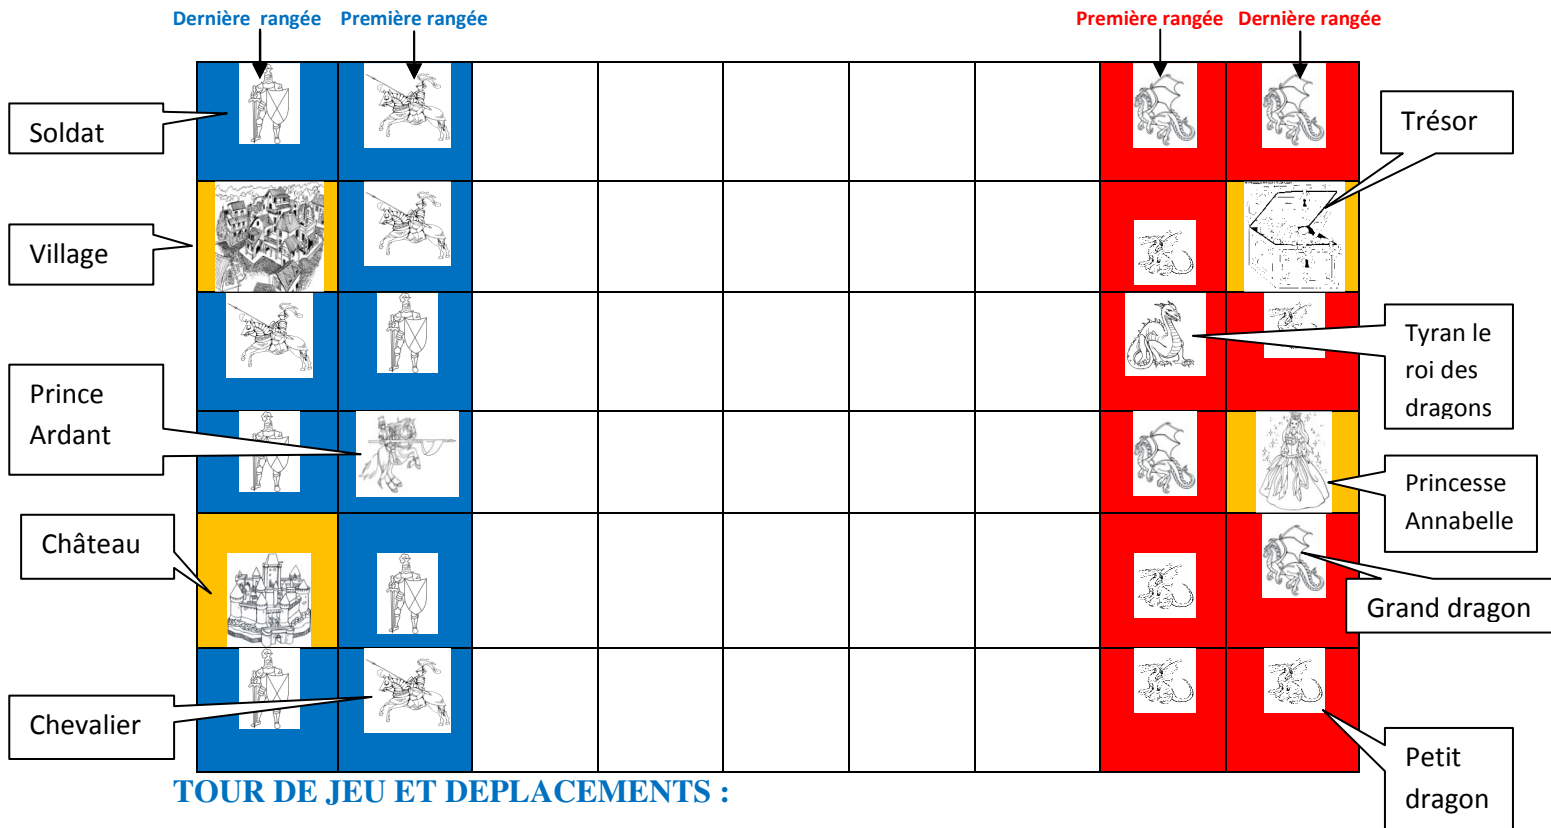 Dernière rangée
Première rangée
Première rangée
Dernière rangée
Soldat
Trésor
Village
Tyran le
roi des
dragons
Prince
Ardant
Princesse
Annabelle
Château
Grand dragon
Chevalier
Petit
dragon
TOUR DE JEU ET DEPLACEMENTS :